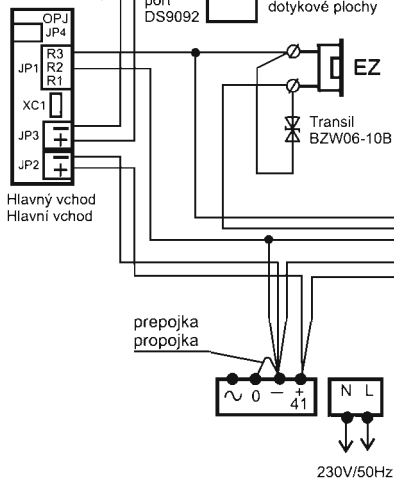 port
DS9092
dotykové plochy
OPJ
JP4
R3
JP1 R2
R1
EZ
XC1
JP3 − +
JP2 − +
Transil
BZW06-10B
Hlavný vchod
Hlavní vchod
prepojka
propojka
~ 0 − +
41
N L
230V/50Hz